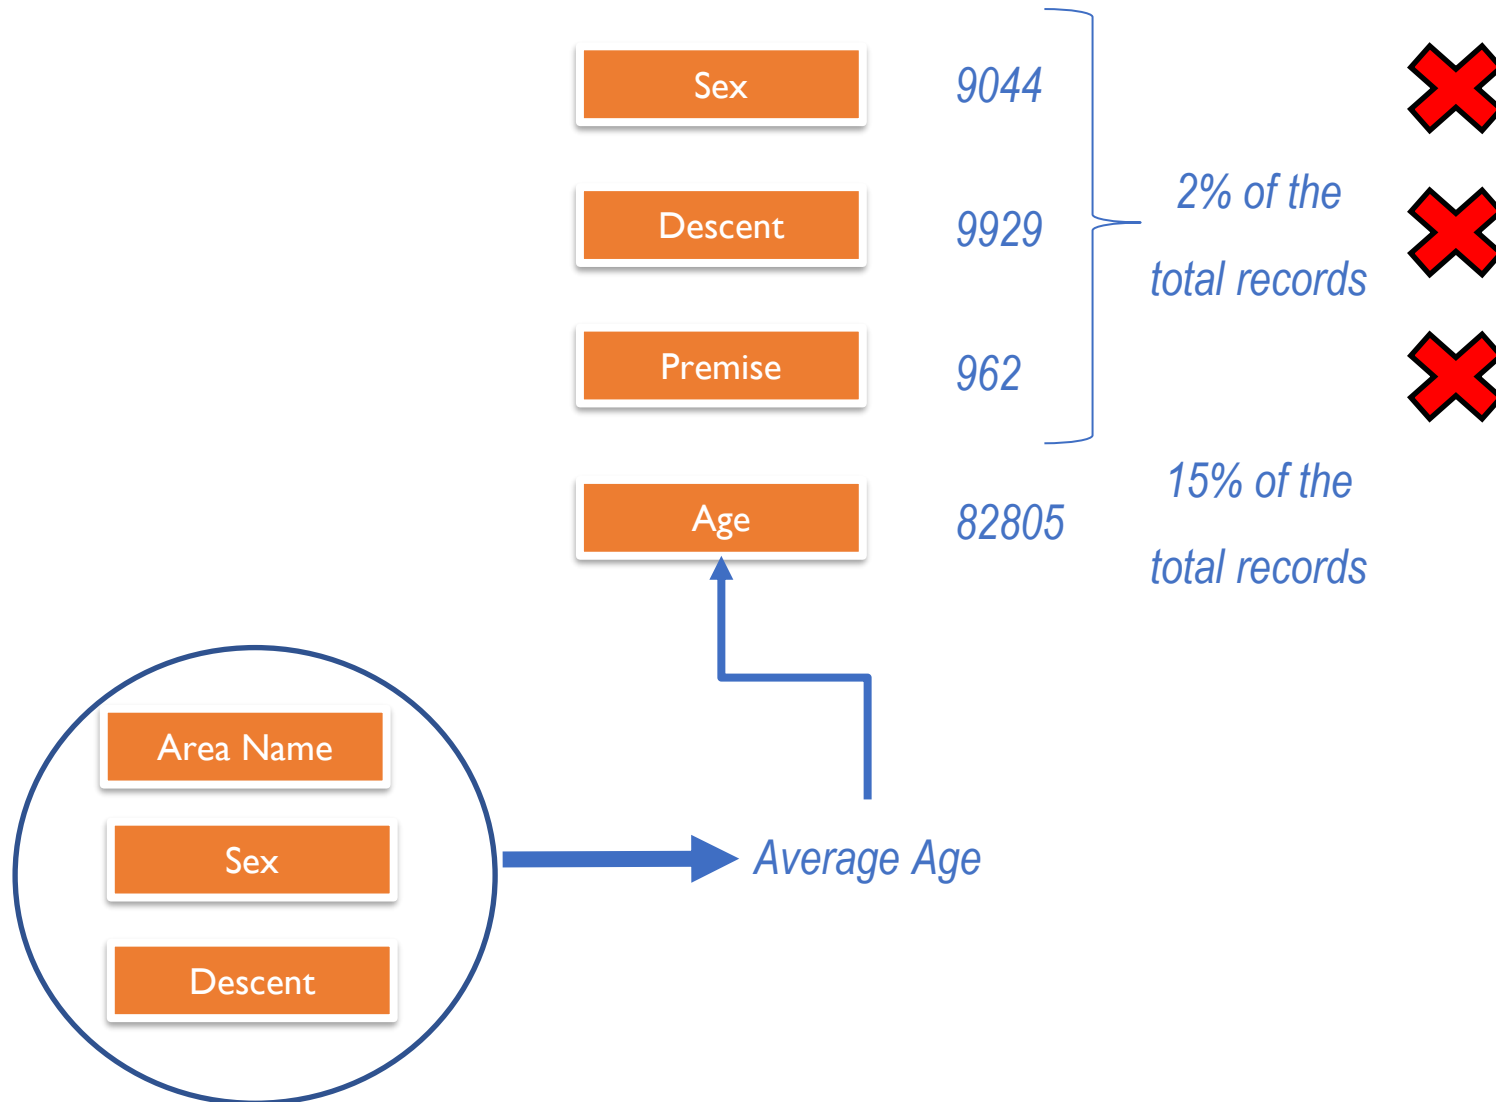 Sex
9044
Descent
9929
2% of the
total records
Premise
962
Age
82805
15% of the
total records
Area Name
Sex
Descent
Average Age